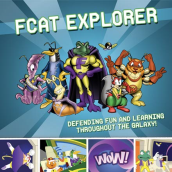 FCAT EXPLORER
DEFENDING FUN AND LEARNING
THROUGHOUT THE GALAXY!
WOW!